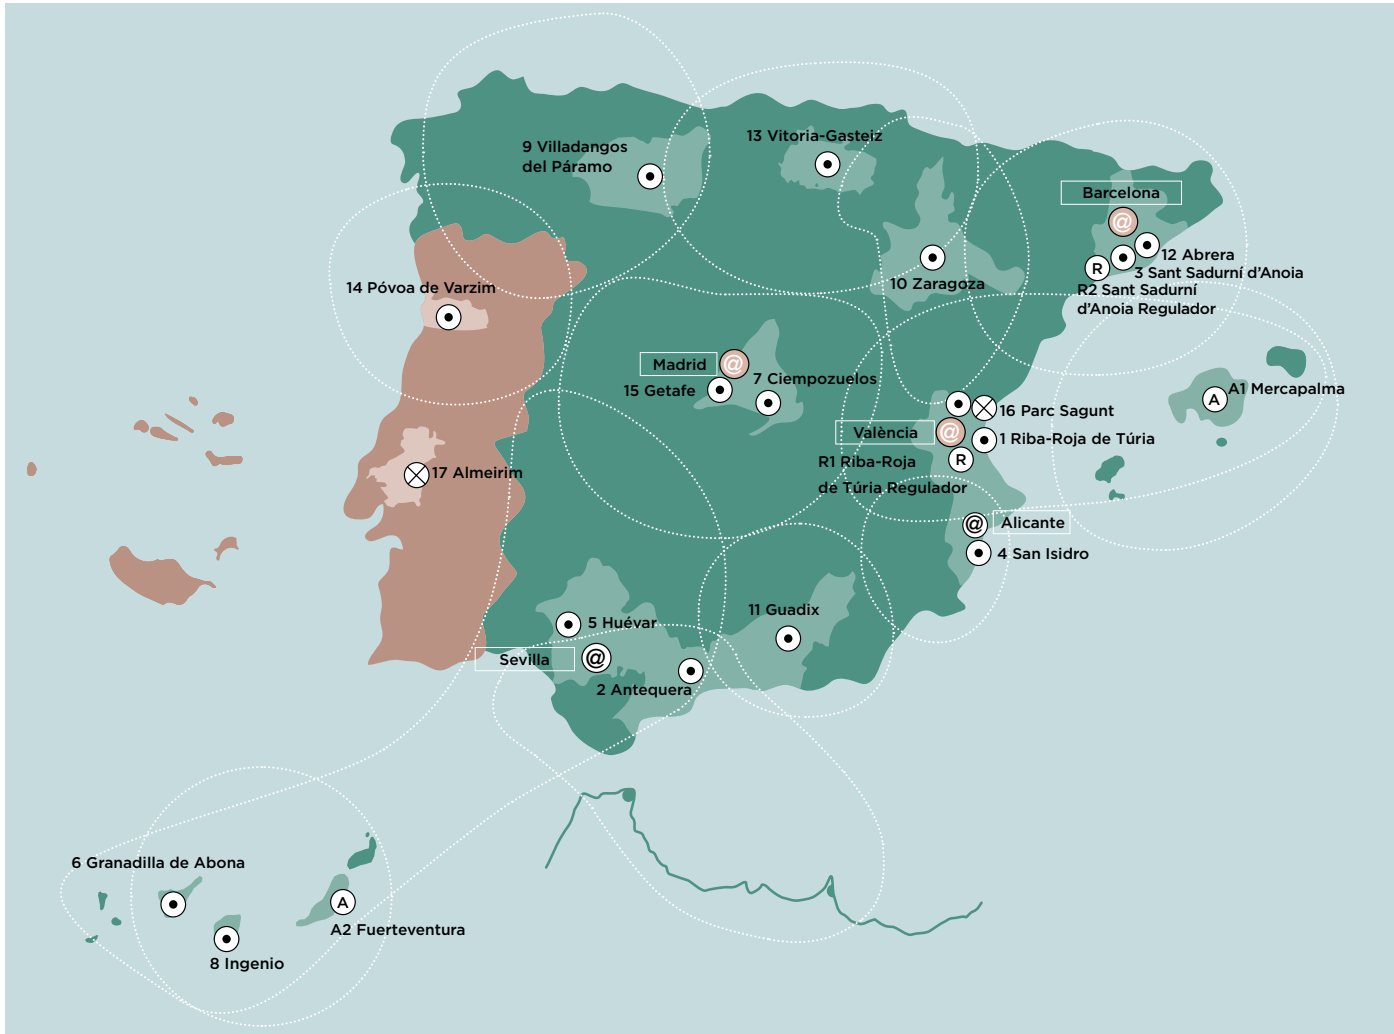 9 Villadangos
del Páramo
13 Vitoria-Gasteiz
Barcelona
@
12 Abrera
3 Sant Sadurní d'Anoia
R
R2 Sant Sadurní
d'Anoia Regulador
10 Zaragoza
14 Póvoa de Varzim
Madrid
@
7 Ciempozuelos
15 Getafe
A
A1 Mercapalma
16 Parc Sagunt
València
@
1 Riba-Roja de Túria
R1 Riba-Roja
R
de Túria Regulador
17 Almeirim
@
Alicante
4 San Isidro
11 Guadix
5 Huévar
Sevilla
@
2 Antequera
6 Granadilla de Abona
A
A2 Fuerteventura
8 Ingenio